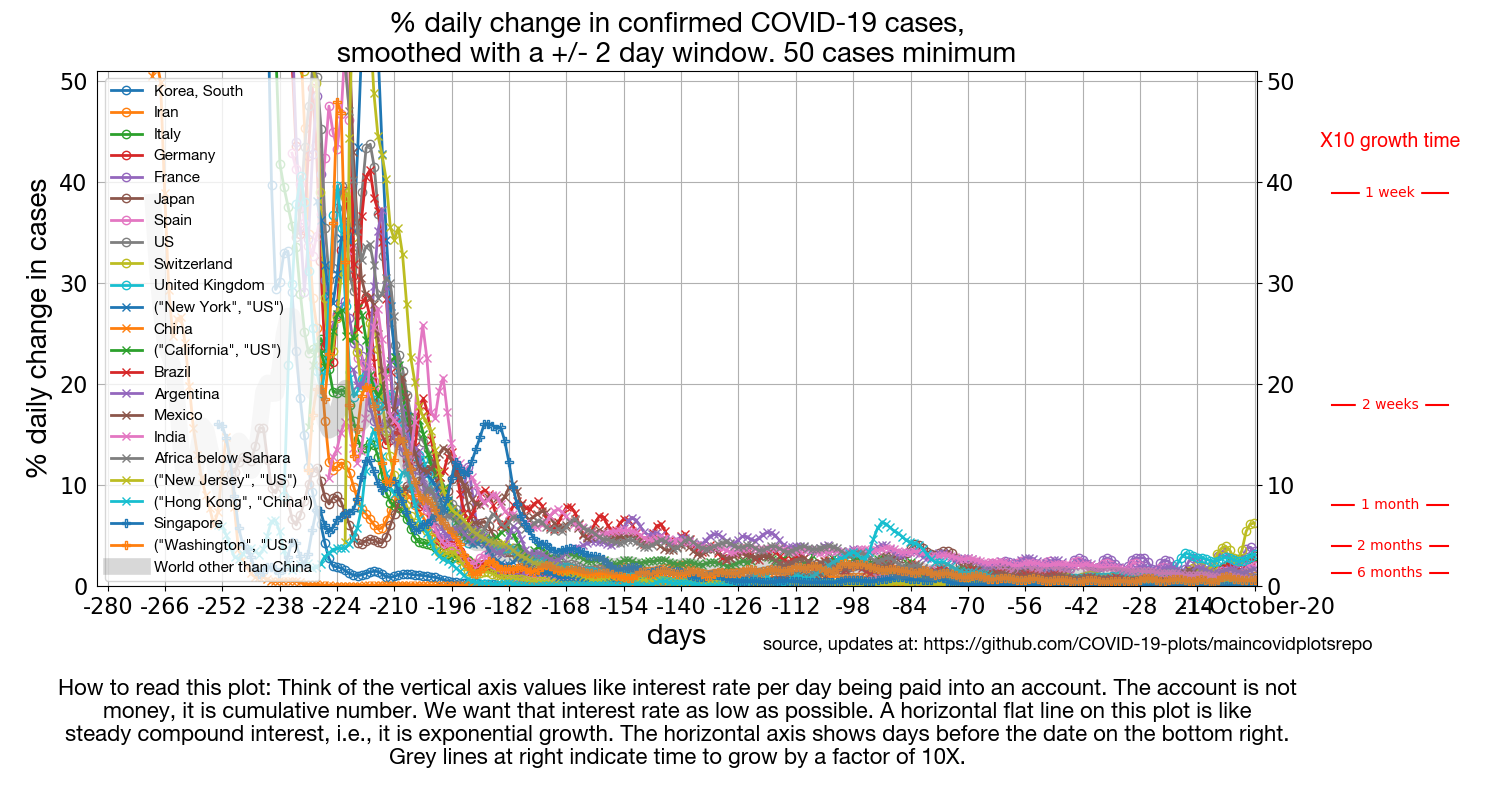 % daily change in confirmed COVID-19 cases,
smoothed with a +/- 2 day window. 50 cases minimum
% daily change in cases
50
40
30
20
10
0
Korea, South
Iran
Italy
Germany
France
Japan
Spain
US
Switzerland
United Kingdom
("New York", "US")
China
("California", "US")
Brazil
Argentina
Mexico
India
Africa below Sahara
("New Jersey", "US")
("Hong Kong", "China")
Singapore
("Washington", "US")
World other than China
50
40
30
20
10
0
X10 growth time
1 week
2 weeks
1 month
2 months
6 months
-280 -266 -252 -238 -224 -210 -196 -182 -168 -154 -140 -126 -112 -98 -84 -70 -56 -42 -28 -14 21-October-20
days
source, updates at: https://github.com/COVID-19-plots/maincovidplotsrepo
How to read this plot: Think of the vertical axis values like interest rate per day being paid into an account. The account is not
money, it is cumulative number. We want that interest rate as low as possible. A horizontal flat line on this plot is like
steady compound interest, i.e., it is exponential growth. The horizontal axis shows days before the date on the bottom right.
Grey lines at right indicate time to grow by a factor of 10X.